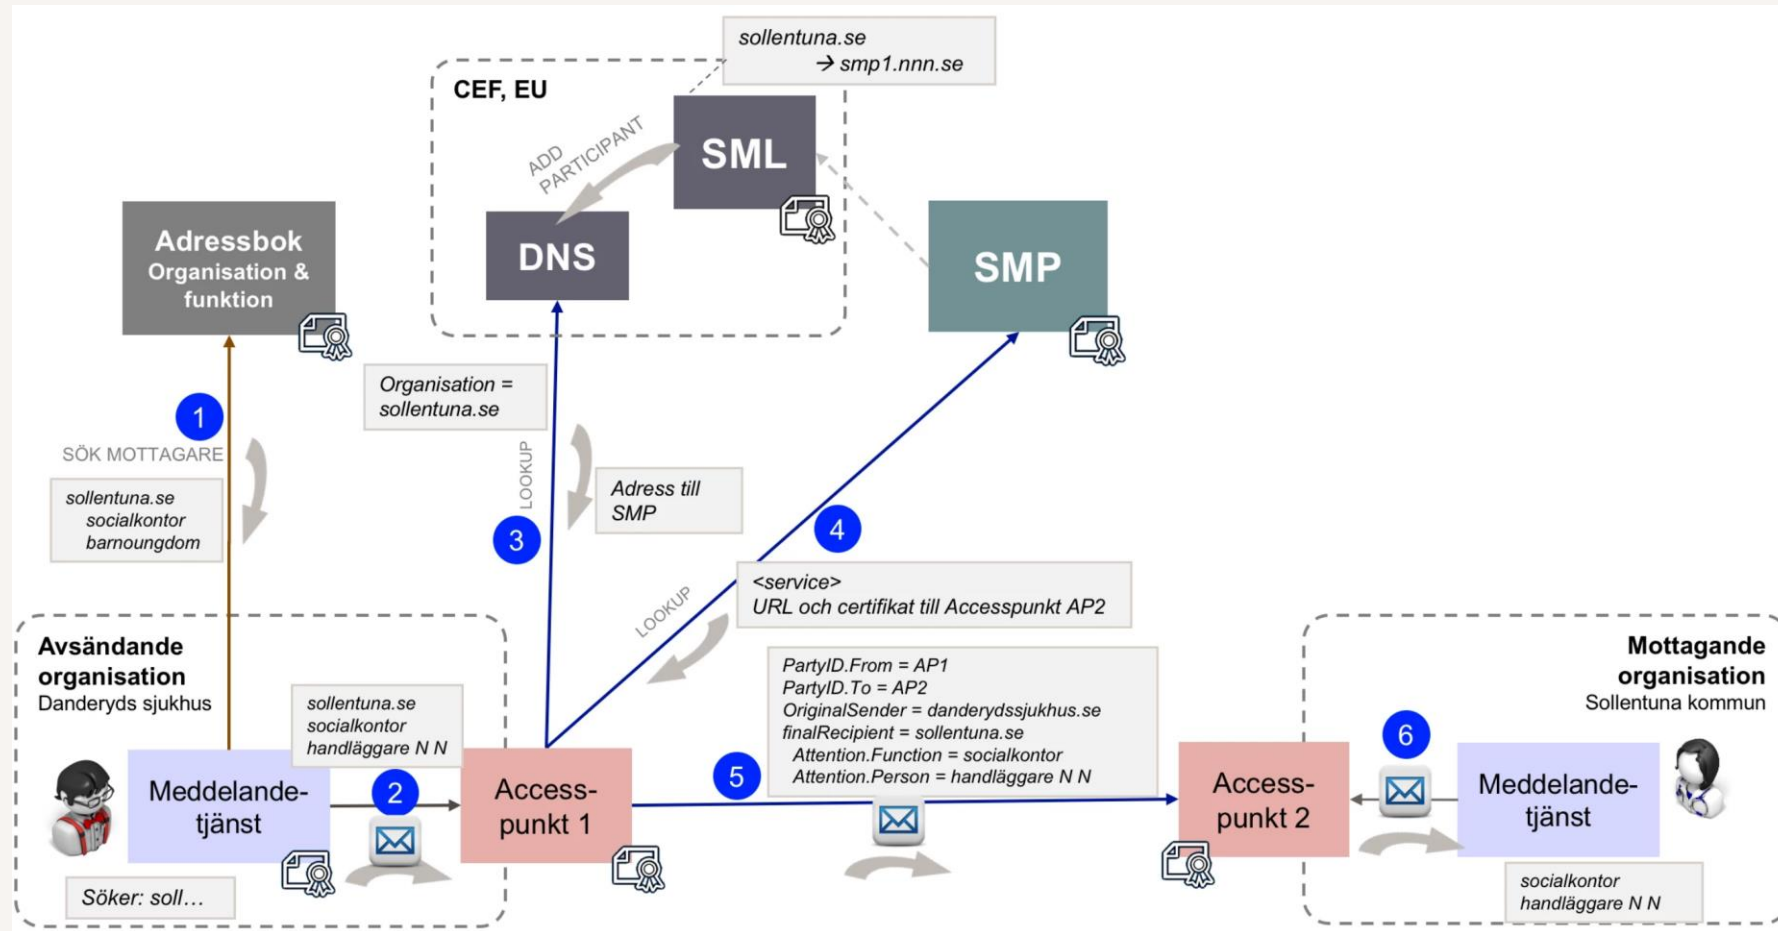 sollentuna.se
→ smp1.nnn.se
CEF, EU
ADD
PARTICIPANT
SML
DNS
SMP
Adressbok
Organisation &
funktion
1
SÖK MOTTAGARE
sollentuna.se
socialkontor
barnoungdom
Organisation =
sollentuna.se
LOOKUP
3
Adress till
SMP
4
LOOKUP
<service>
URL och certifikat till Accesspunkt AP2
Avsändande
organisation
Danderyds sjukhus
sollentuna.se
socialkontor
handläggare N N
Meddelande-
tjänst
2
Söker: soll…
Access-
punkt 1
5
PartyID.From = AP1
PartyID.To = AP2
OriginalSender = danderydssjukhus.se
finalRecipient = sollentuna.se
Attention.Function = socialkontor
Attention.Person = handläggare N N
Access-
punkt 2
Mottagande
organisation
Sollentuna kommun
6
Meddelande-
tjänst
socialkontor
handläggare N N